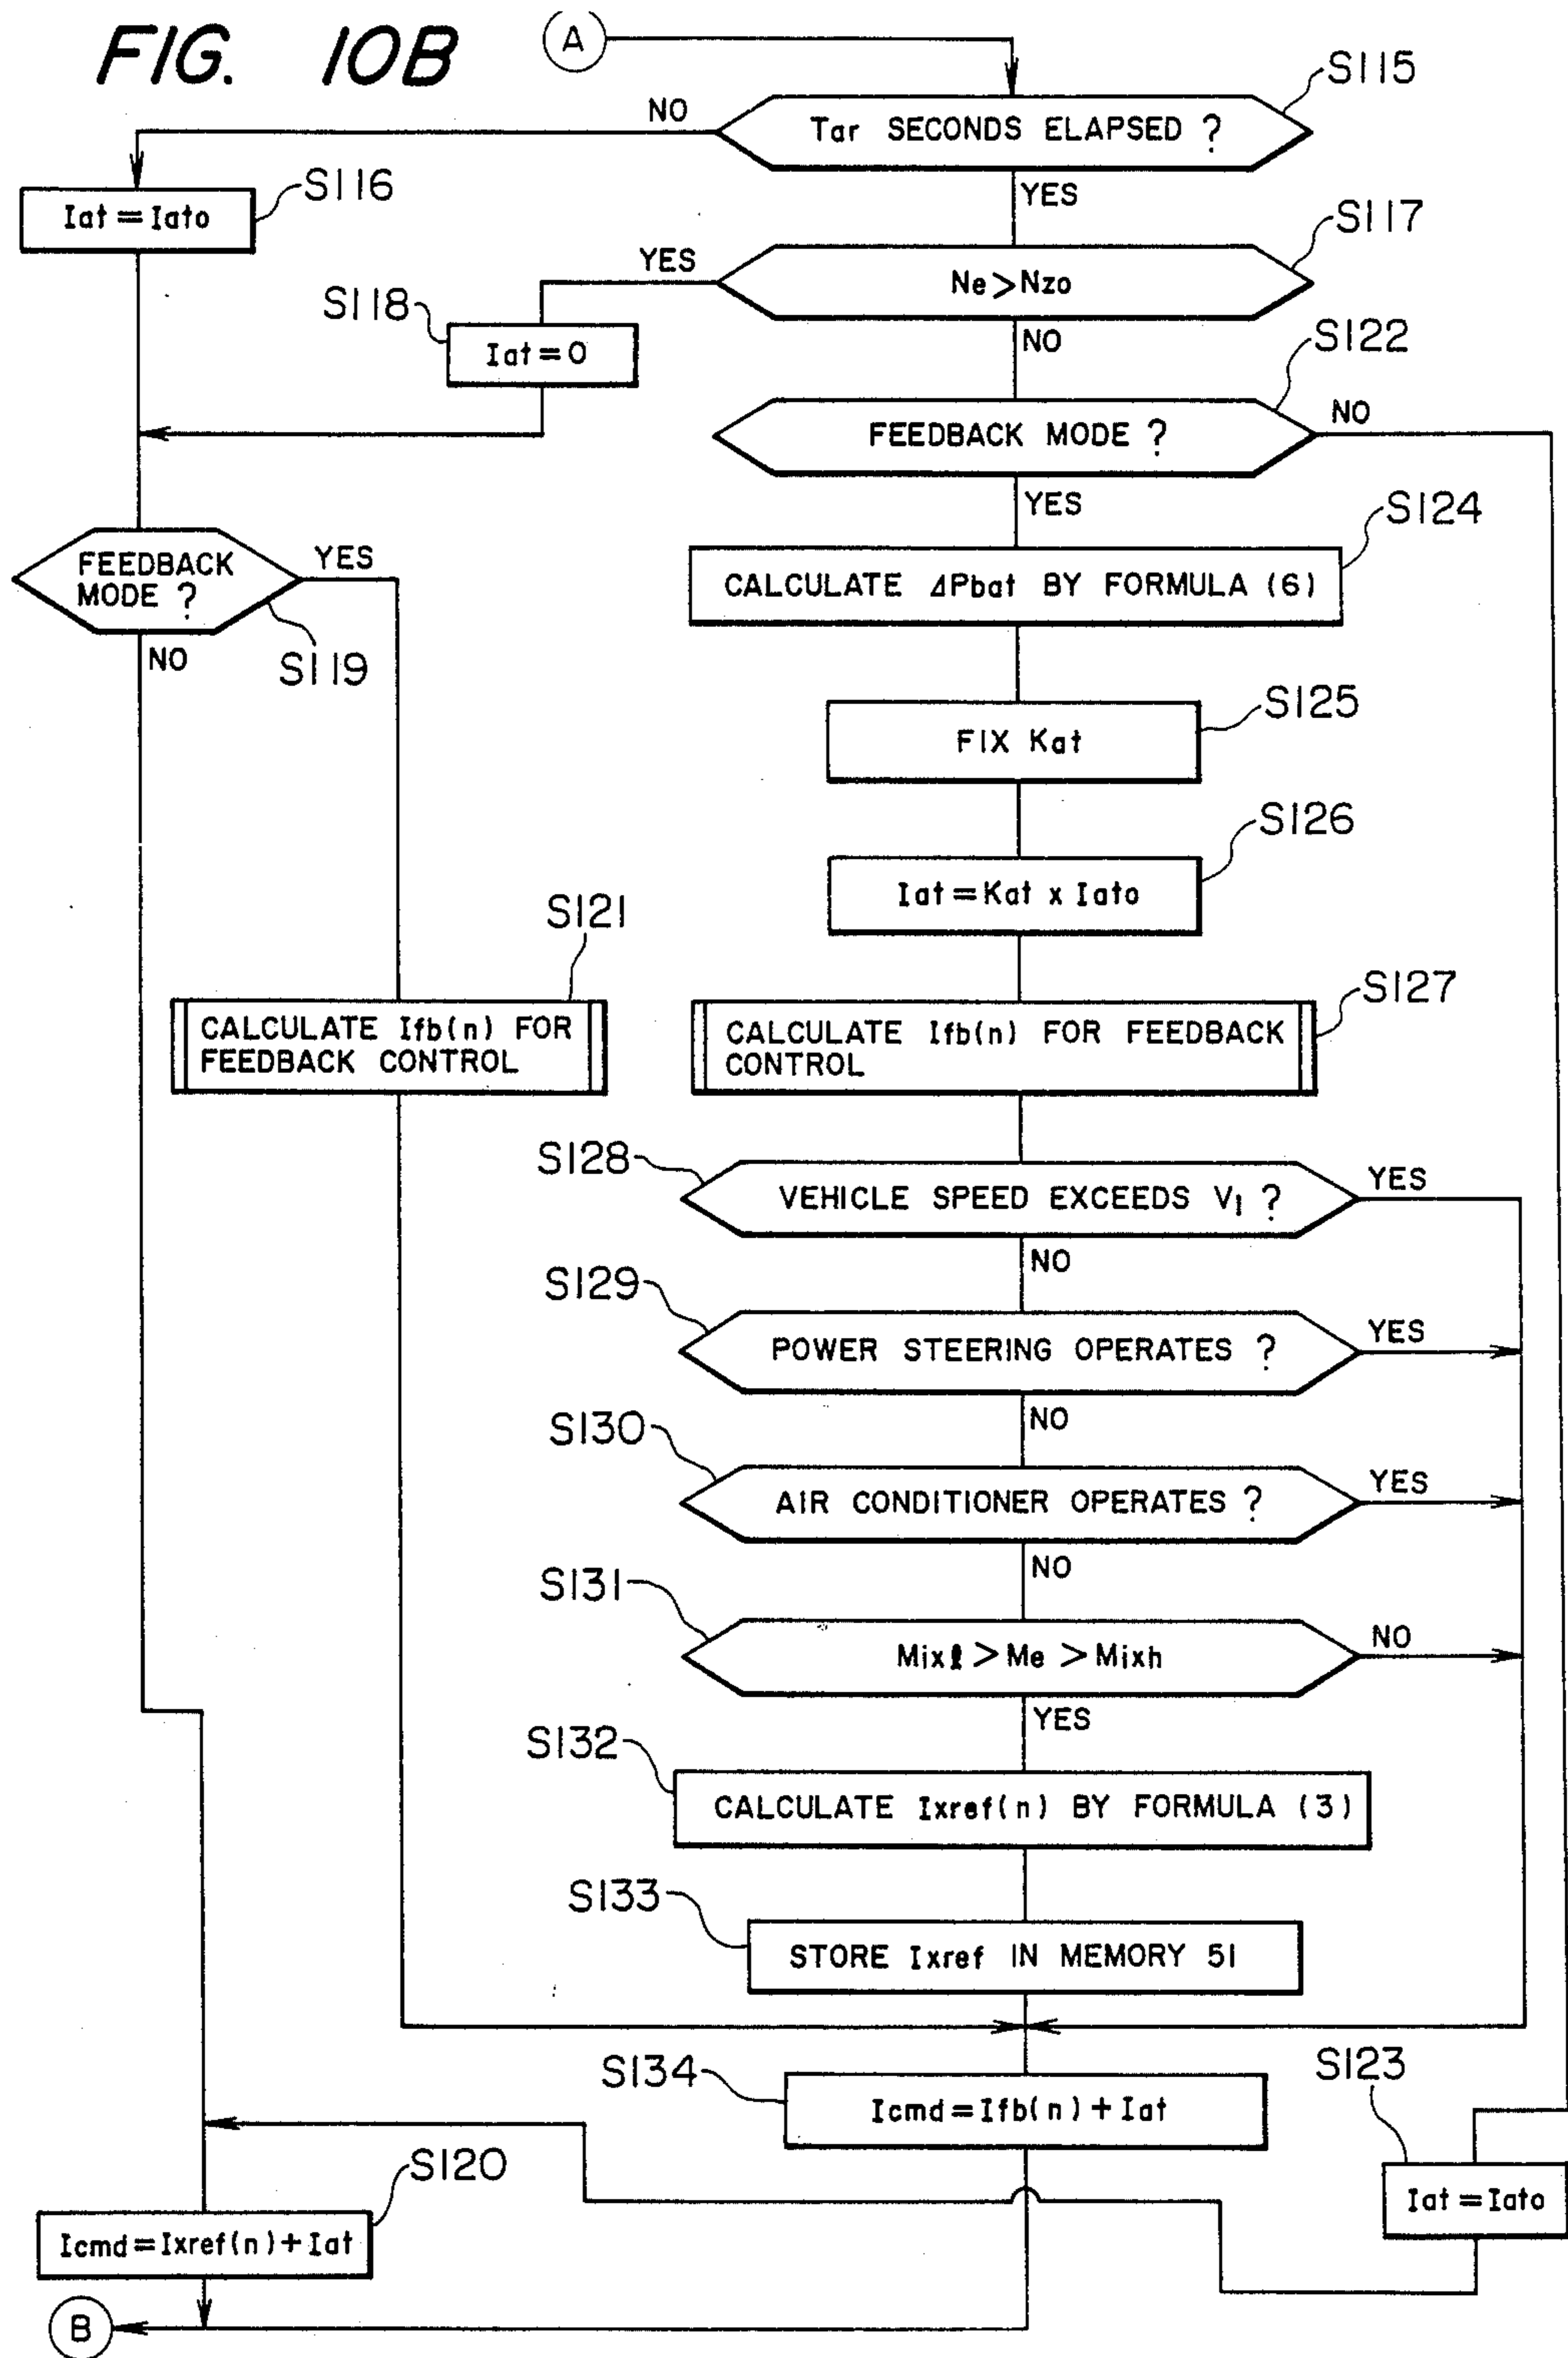 FIG. 10B
A
S115
NO
Tar SECONDS ELAPSED ?
YES
S116
Iat = Iato
S117
YES
Ne > Nzo
NO
S118
Iat = 0
S122
FEEDBACK MODE ?
NO
YES
S124
FEEDBACK
MODE ?
YES
NO
S119
CALCULATE ΔPbat BY FORMULA (6)
S125
FIX Kat
S126
Iat = Kat x Iato
S121
CALCULATE Ifb(n) FOR
FEEDBACK CONTROL
S127
CALCULATE Ifb(n) FOR FEEDBACK
CONTROL
S128
VEHICLE SPEED EXCEEDS V1 ?
YES
NO
S129
POWER STEERING OPERATES ?
YES
NO
S130
AIR CONDITIONER OPERATES ?
YES
NO
S131
Mixl > Me > Mixh
NO
YES
S132
CALCULATE Ixref(n) BY FORMULA (3)
S133
STORE Ixref IN MEMORY 51
S134
Icmd = Ifb(n) + Iat
S123
Iat = Iato
S120
Icmd = Ixref(n) + Iat
B